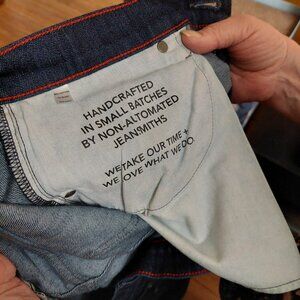 HANDCRAFTED
IN SMALL BATCHES
BY NON-AUTOMATED
JEANSMITHS
WE TAKE OUR TIME +
WE LOVE WHAT WE DO